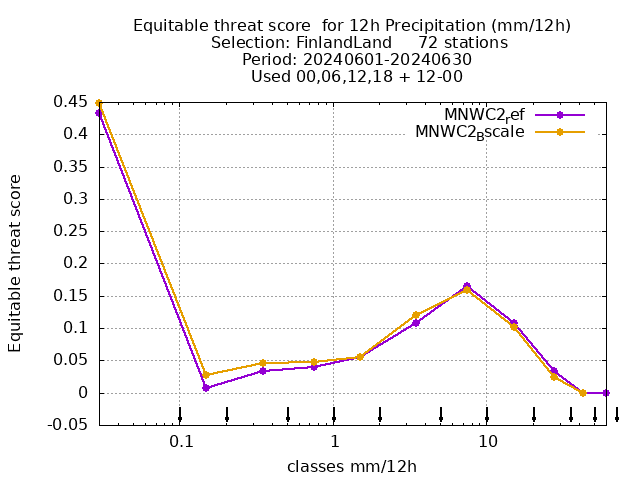 Equitable threat score  for 12h Precipitation (mm/12h)
Selection: FinlandLand     72 stations
Period: 20240601-20240630
Used 00,06,12,18 + 12-00
MNWC2ref
MNWC2Bscale
0.45
0.4
0.35
0.3
0.25
0.2
0.15
0.1
0.05
0
-0.05
Equitable threat score
0.1 1 10
classes mm/12h